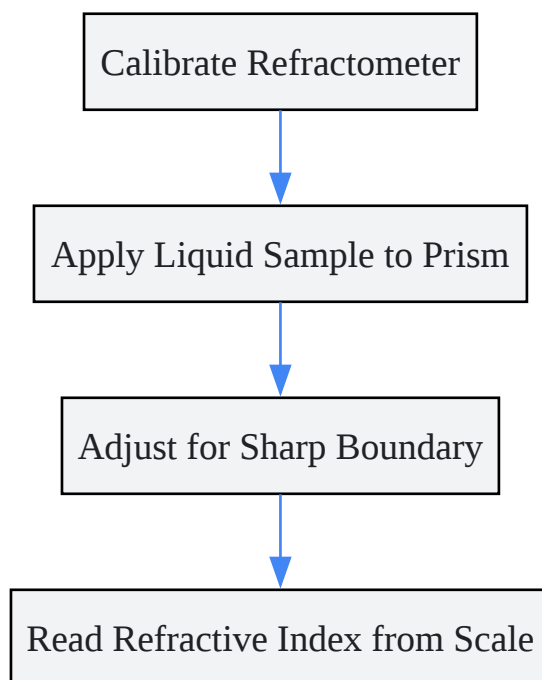 Calibrate Refractometer
Apply Liquid Sample to Prism
Adjust for Sharp Boundary
Read Refractive Index from Scale